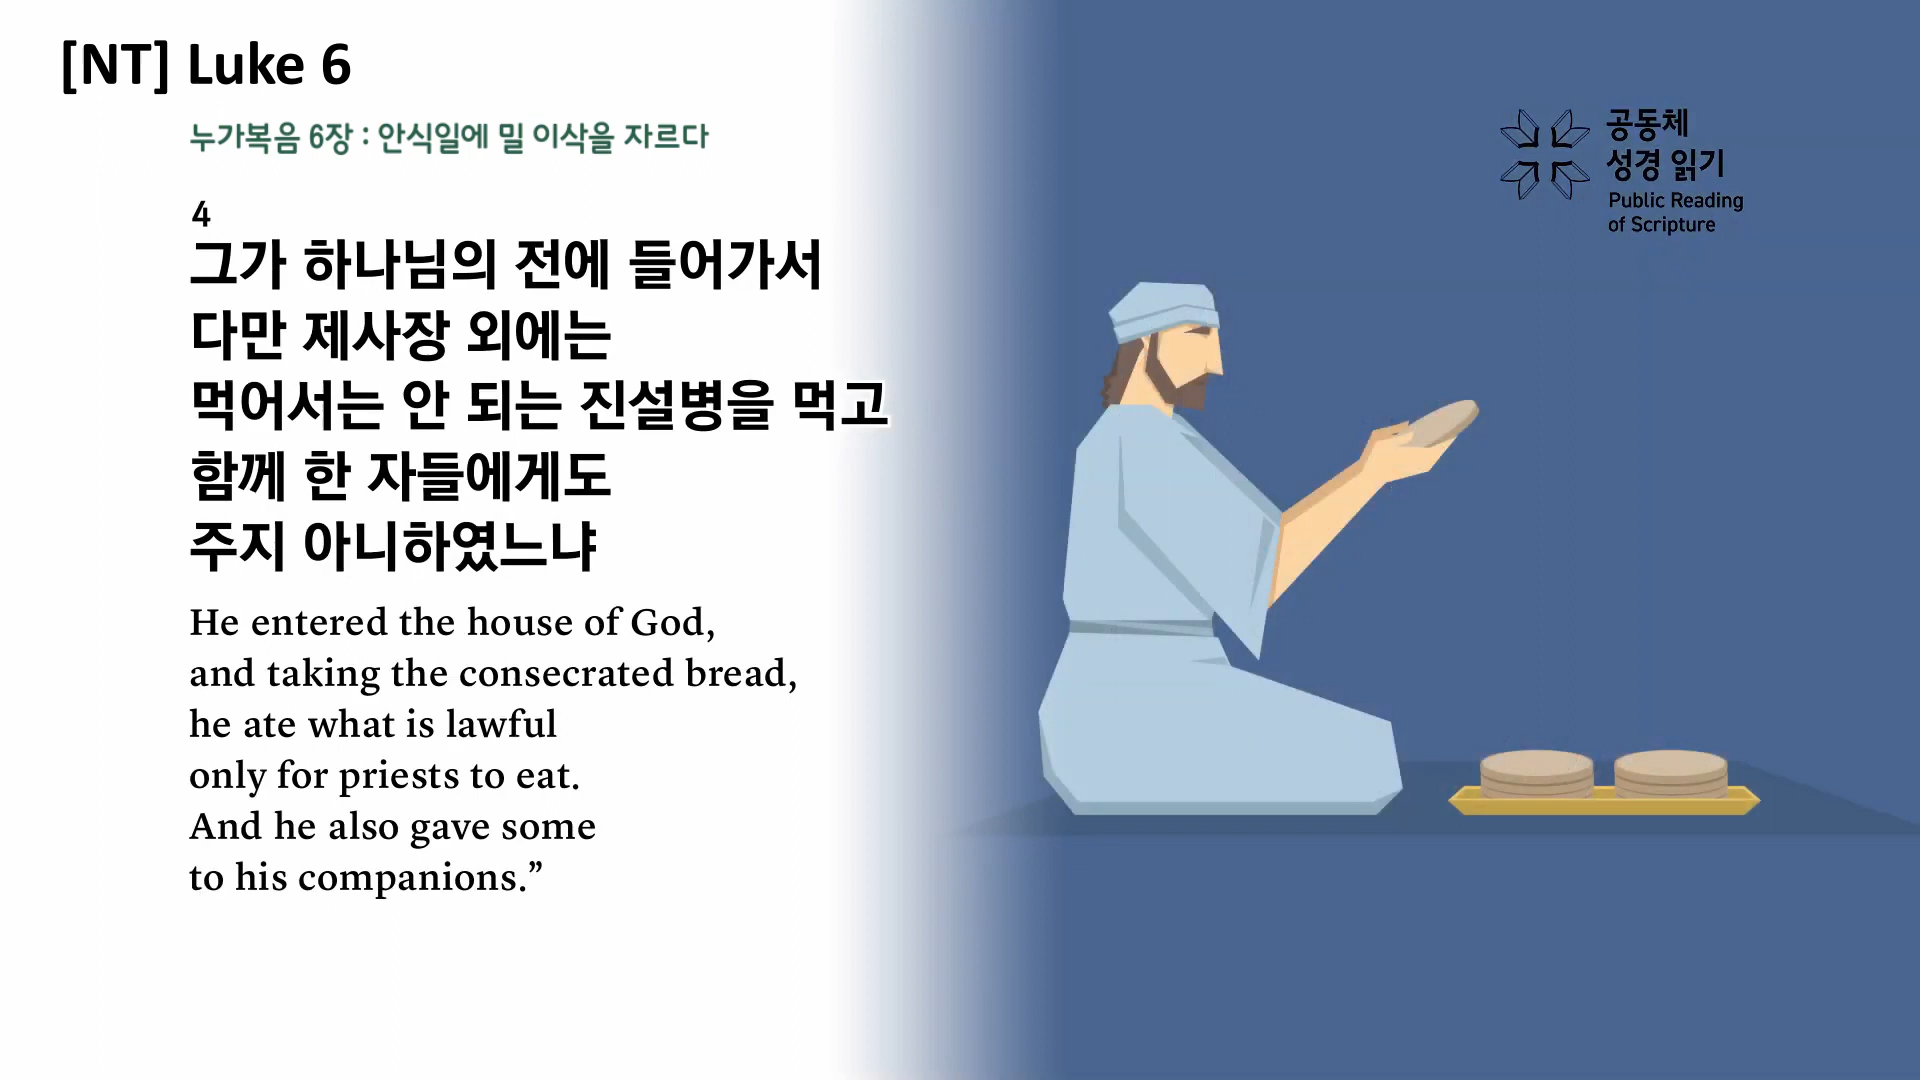 [NT] Luke 6
누가복음 6장 : 안식일에 밀 이삭을 자르다
4
그가 하나님의 전에 들어가서
다만 제사장 외에는
먹어서는 안 되는 진설병을 먹고
함께 한 자들에게도
주지 아니하였느냐
He entered the house of God,
and taking the consecrated bread,
he ate what is lawful
only for priests to eat.
And he also gave some
to his companions.”
공동체
성경 읽기
Public Reading
of Scripture